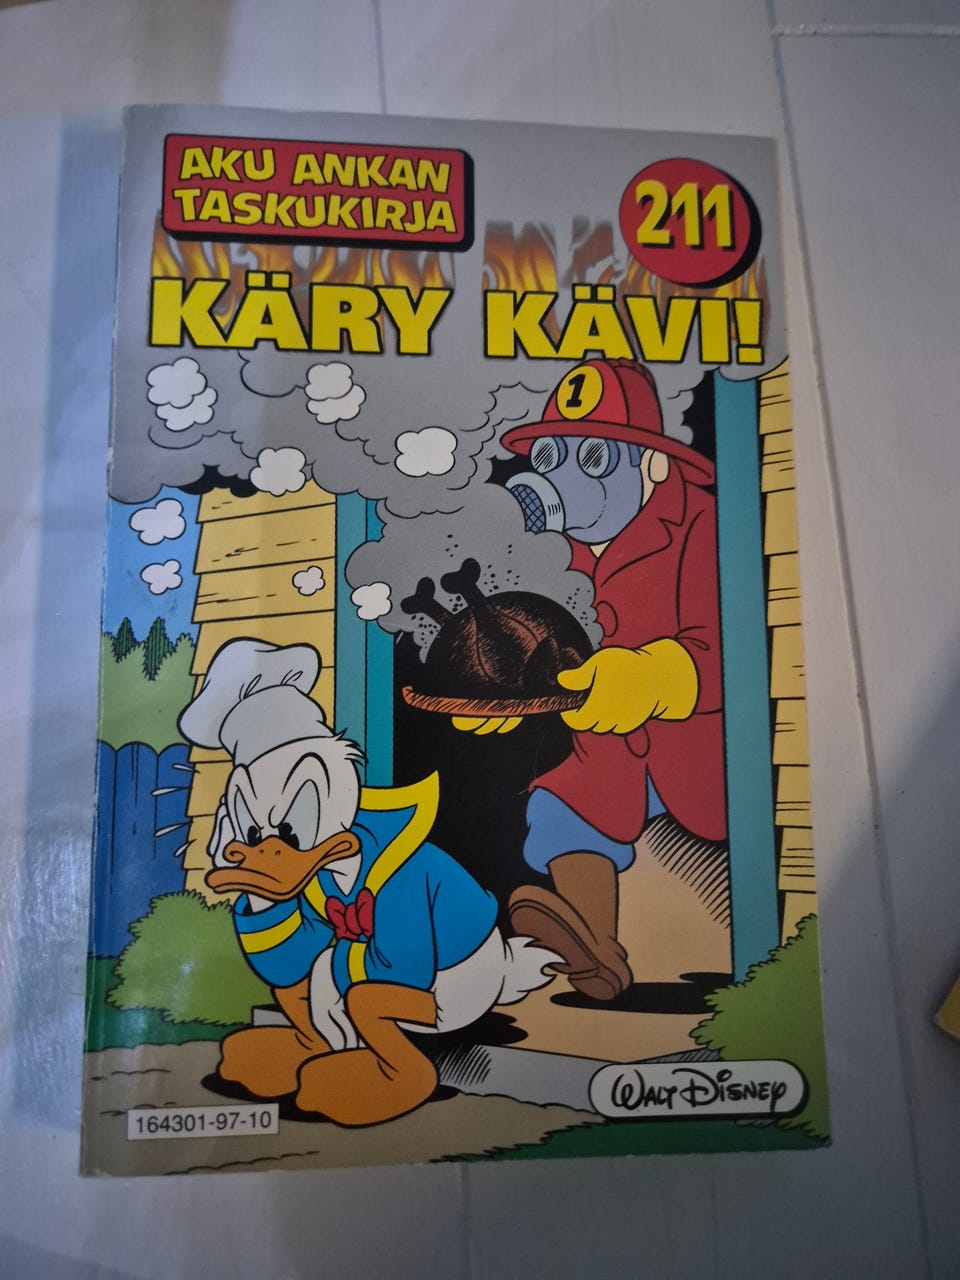 AKU ANKAN
TASKUKIRJA
211
KÄRY KÄVI!
1
WALT DISNEY
164301-97-10